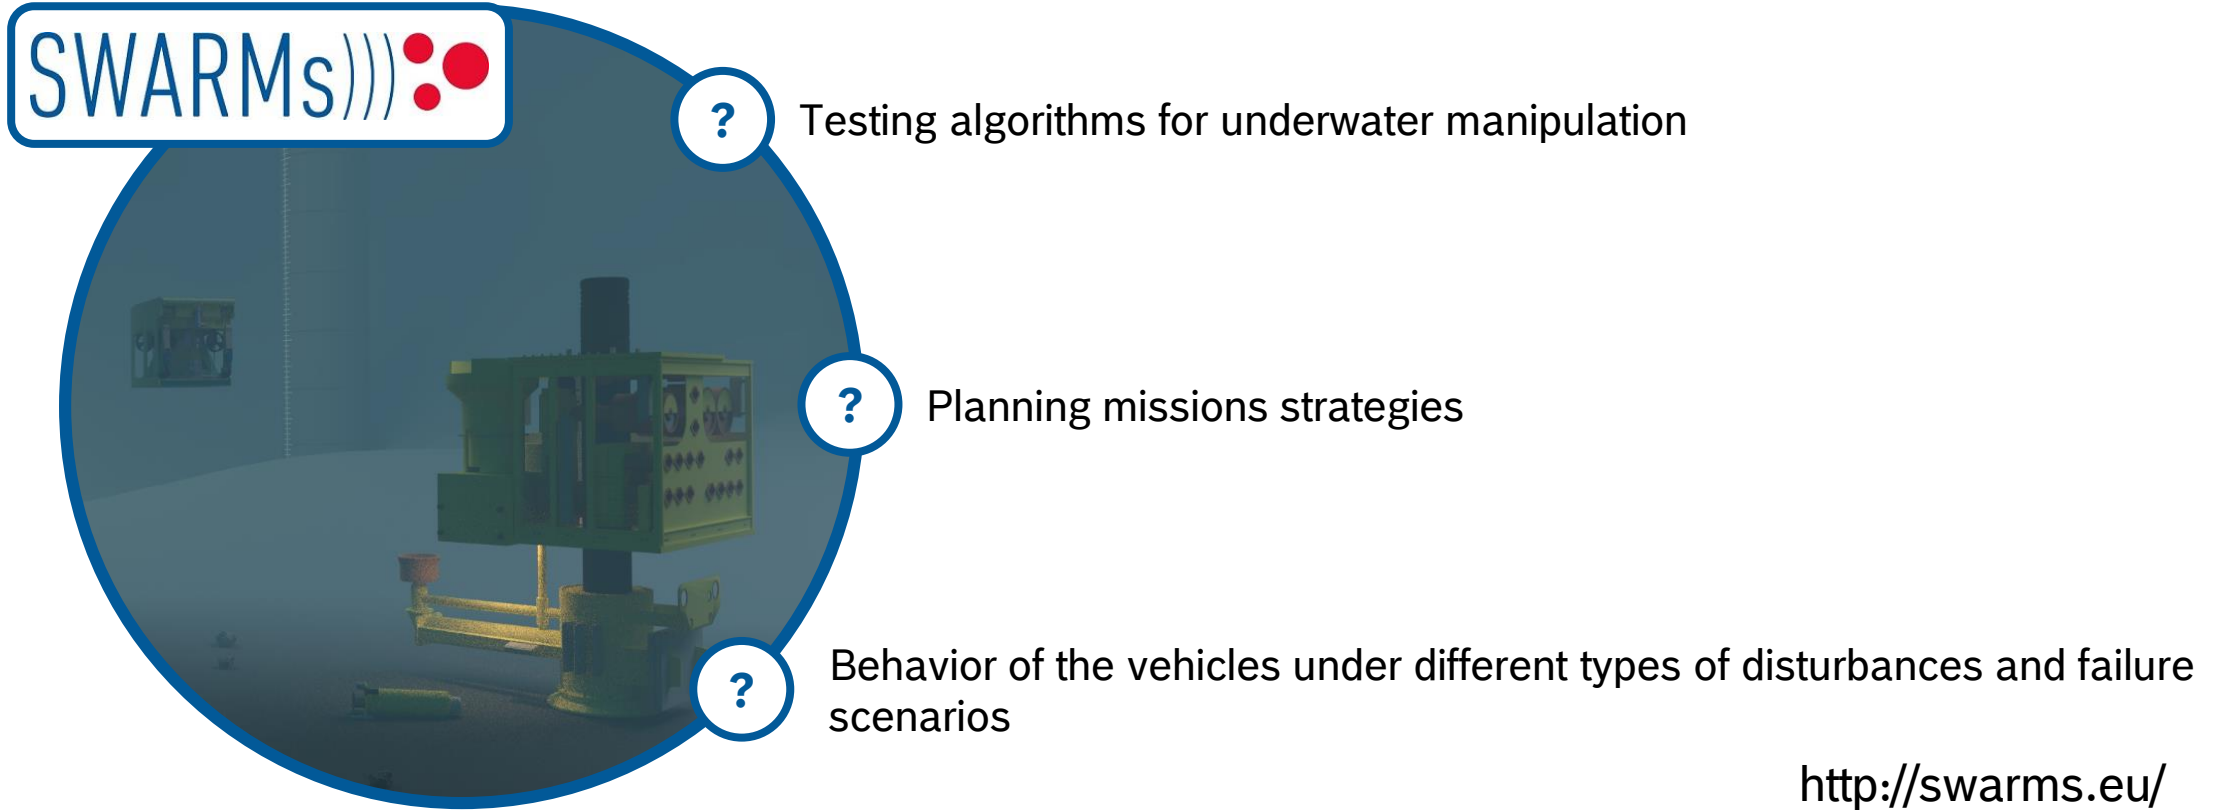 SWARMs)))
? Testing algorithms for underwater manipulation
? Planning missions strategies
? Behavior of the vehicles under different types of disturbances and failure
scenarios
http://swarms.eu/